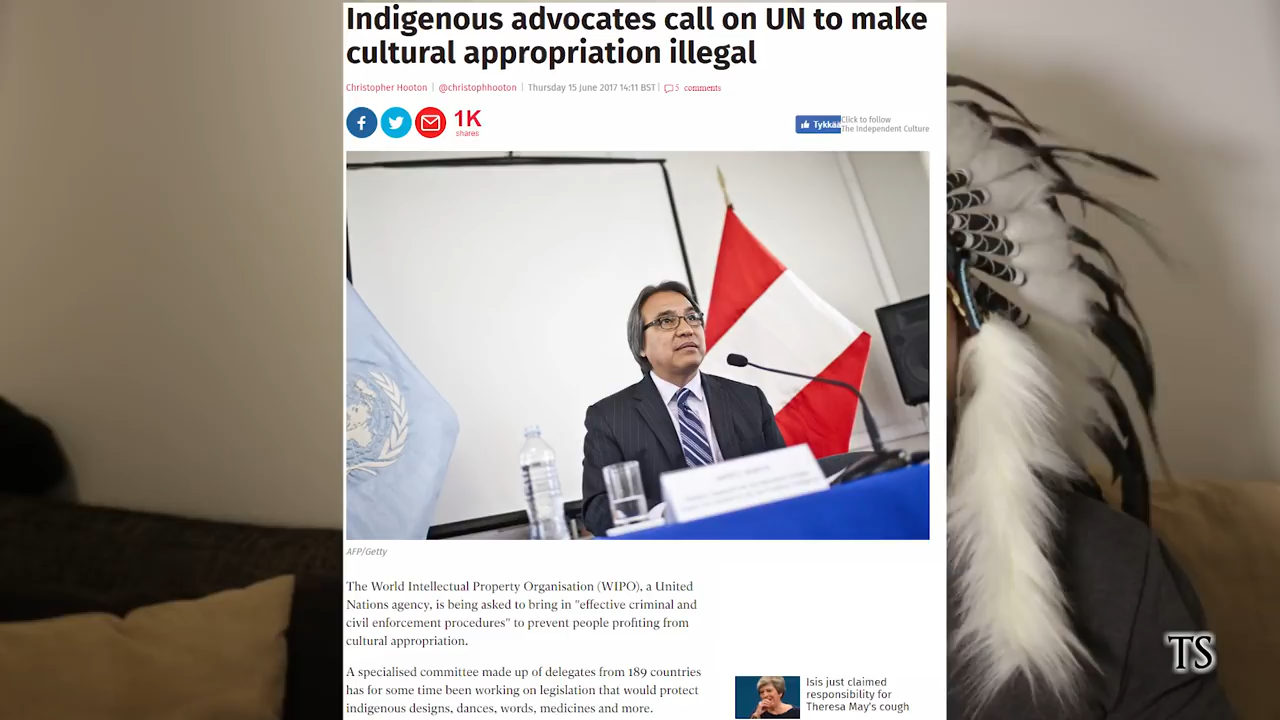 Indigenous advocates call on UN to make
cultural appropriation illegal
Christopher Hooton | @christophhooton | Thursday 15 June 2017 14:11 BST | 5 comments
1K
shares
Tykkää
Click to follow
The Independent Culture
AFP/Getty
The World Intellectual Property Organisation (WIPO), a United
Nations agency, is being asked to bring in "effective criminal and
civil enforcement procedures" to prevent people profiting from
cultural appropriation.
A specialised committee made up of delegates from 189 countries
has for some time been working on legislation that would protect
indigenous designs, dances, words, medicines and more.
Isis just claimed
responsibility for
Theresa May's cough
TS